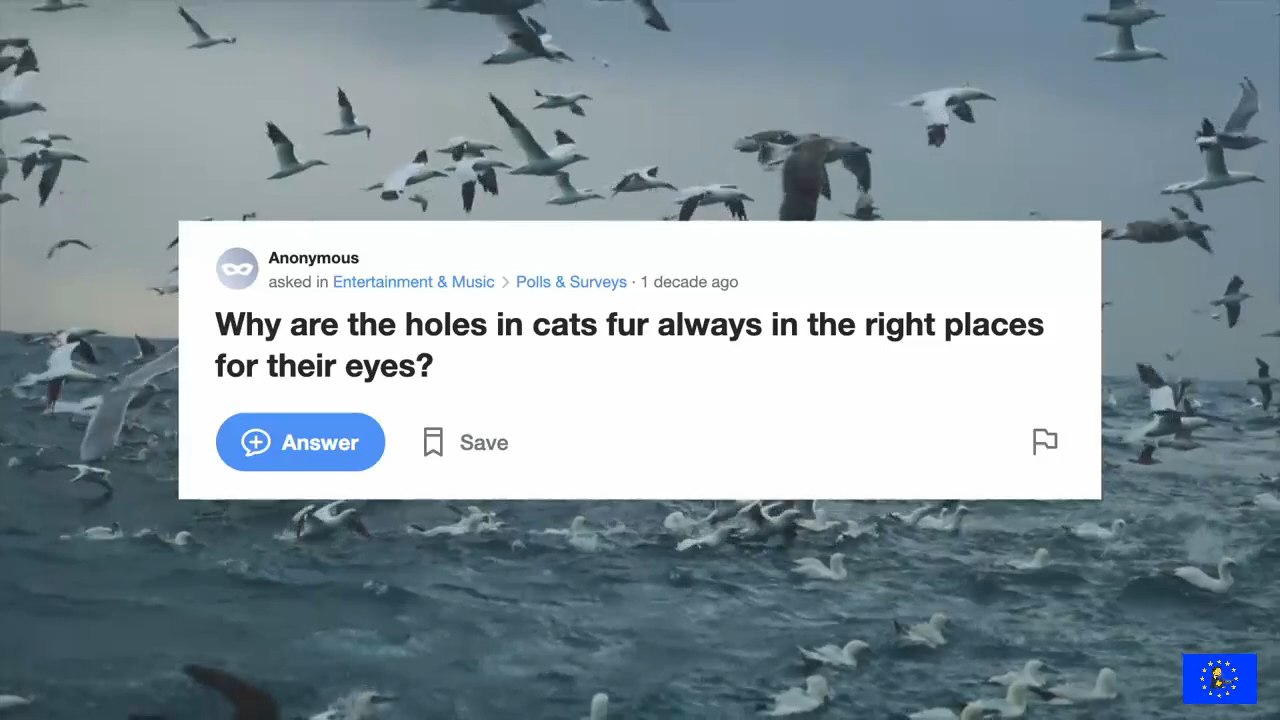 Anonymous
asked in Entertainment & Music > Polls & Surveys · 1 decade ago
Why are the holes in cats fur always in the right places
for their eyes?
Answer
Save